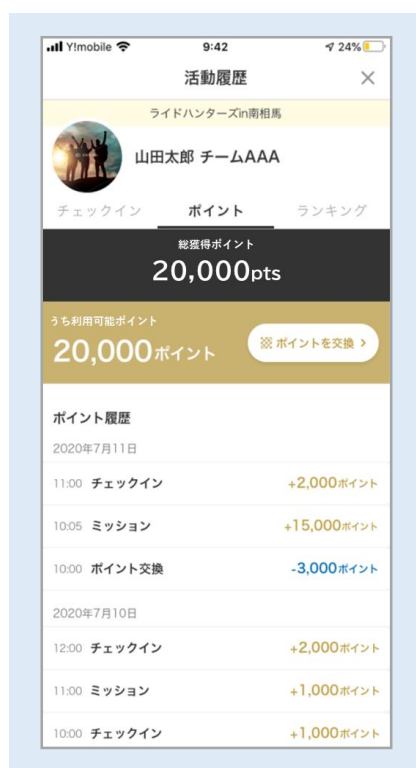 Y!mobile 9:42 24%
活動履歴
ライドハンターズin南相馬
山田太郎 チームAAA
チェックイン ポイント ランキング
総獲得ポイント
20,000pts
うち利用可能ポイント
20,000ポイント ポイントを交換 >
ポイント履歴
2020年7月11日
11:00 チェックイン +2,000ポイント
10:05 ミッション +15,000ポイント
10:00 ポイント交換 -3,000ポイント
2020年7月10日
12:00 チェックイン +2,000ポイント
11:00 ミッション +1,000ポイント
10:00 チェックイン +1,000ポイント